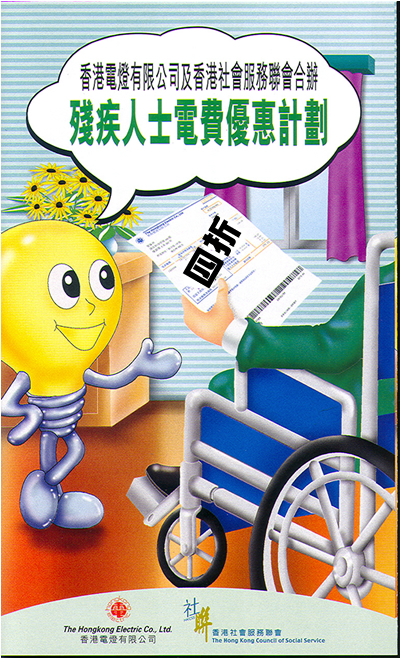 香港電燈有限公司及香港社會服務聯會合辦
殘疾人士電費優惠計劃
四折
社
聯
The Hongkong Electric Co., Ltd.
香港電燈有限公司
香港社會服務聯會
The Hong Kong Council of Social Service